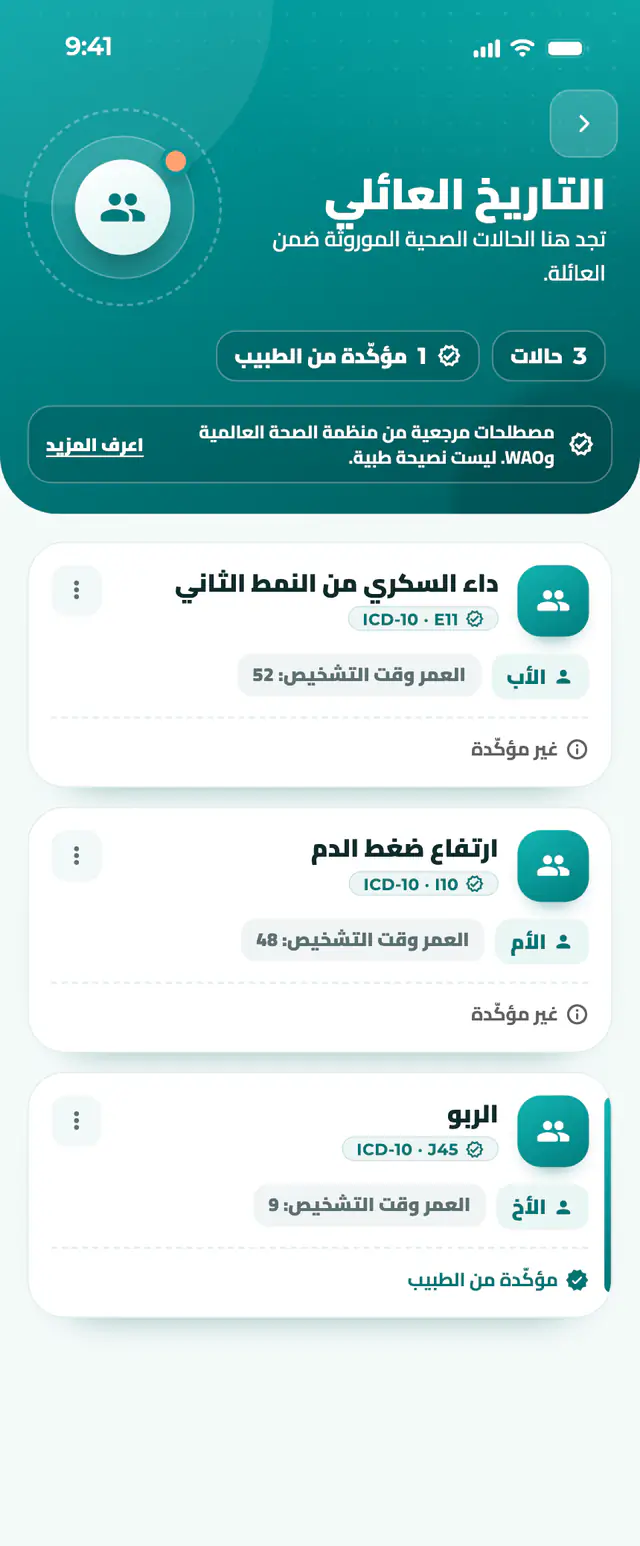 9:41
التاريخ العائلي
تجد هنا الحالات الصحية الموروثة ضمن
العائلة.
3 حالات
1 مؤكّدة من الطبيب
مصطلحات مرجعية من منظمة الصحة العالمية
وWAO. ليست نصيحة طبية.
اعرف المزيد
داء السكري من النمط الثاني
ICD-10 · E11
الأب
العمر وقت التشخيص: 52
غير مؤكّدة
ارتفاع ضغط الدم
ICD-10 · I10
الأم
العمر وقت التشخيص: 48
غير مؤكّدة
الربو
ICD-10 · J45
الأخ
العمر وقت التشخيص: 9
مؤكّدة من الطبيب